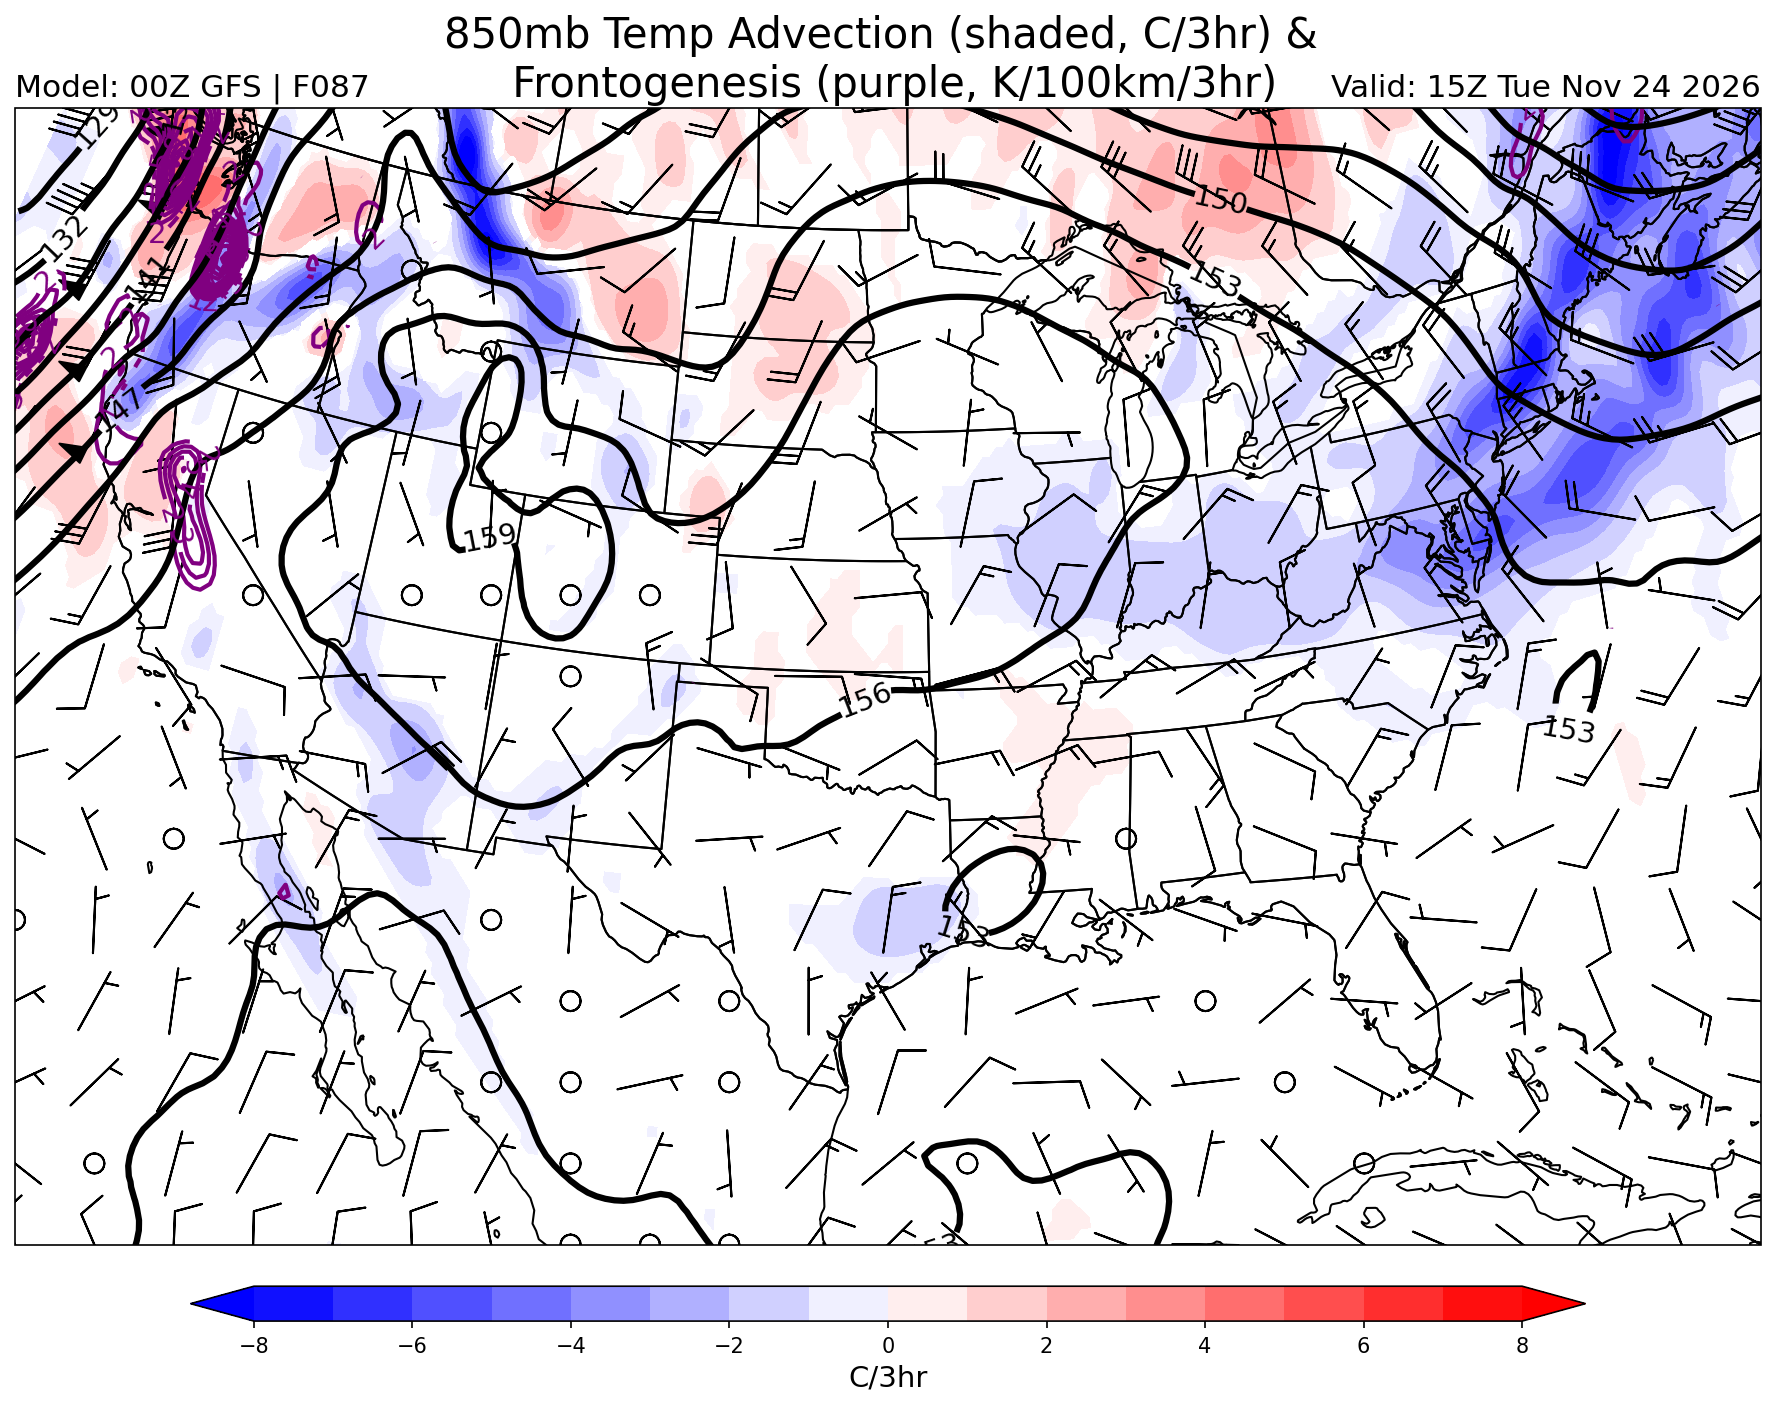 850mb Temp Advection (shaded, C/3hr) &
Frontogenesis (purple, K/100km/3hr)
Model: 00Z GFS | F087
Valid: 15Z Tue Nov 24 2026
129
132
141
147
150
153
159
156
153
−8 −6 −4 −2 0 2 4 6 8
C/3hr